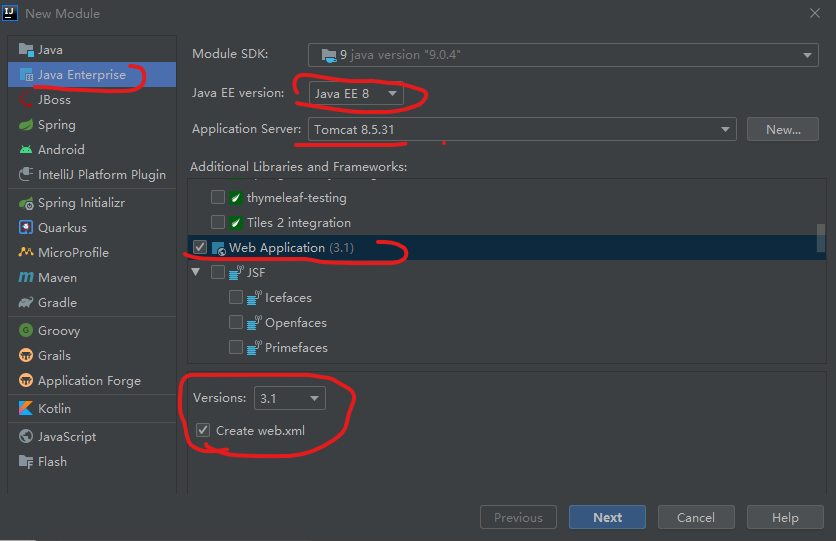 New Module
Java
Java Enterprise
JBoss
Spring
Android
IntelliJ Platform Plugin
Spring Initializr
Quarkus
MicroProfile
Maven
Gradle
Groovy
Grails
Application Forge
Kotlin
JavaScript
Flash
Module SDK: 9 java version "9.0.4"
Java EE version: Java EE 8
Application Server: Tomcat 8.5.31 New...
Additional Libraries and Frameworks:
thymeleaf-testing
Tiles 2 integration
Web Application (3.1)
JSF
Icefaces
Openfaces
Primefaces
Versions: 3.1
Create web.xml
Previous Next Cancel Help